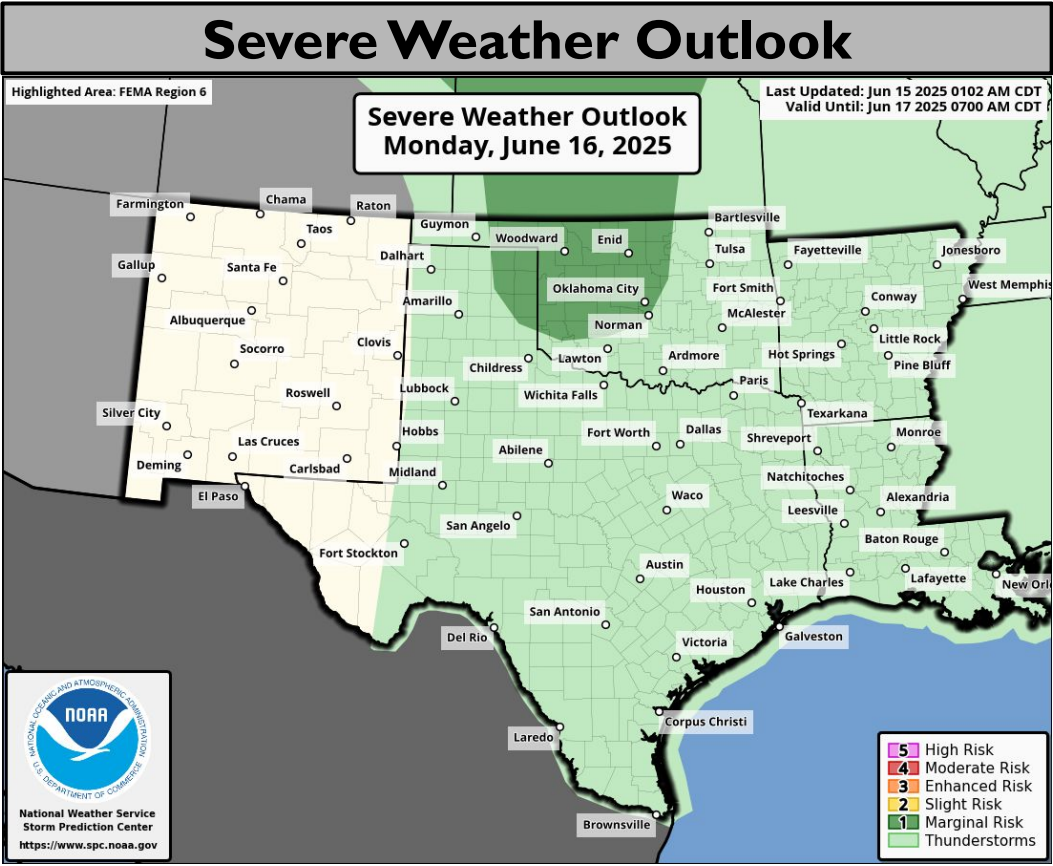 Severe Weather Outlook
Highlighted Area: FEMA Region 6
Last Updated: Jun 15 2025 0102 AM CDT
Valid Until: Jun 17 2025 0700 AM CDT
Severe Weather Outlook
Monday, June 16, 2025
Farmington
Chama
Raton
Taos
Guymon
Woodward
Enid
Bartlesville
Tulsa
Fayetteville
Jonesboro
Gallup
Santa Fe
Dalhart
Oklahoma City
Fort Smith
West Memphis
Albuquerque
Amarillo
Norman
McAlester
Conway
Socorro
Clovis
Childress
Lawton
Ardmore
Hot Springs
Little Rock
Pine Bluff
Roswell
Lubbock
Wichita Falls
Paris
Texarkana
Silver City
Las Cruces
Hobbs
Abilene
Fort Worth
Dallas
Shreveport
Monroe
Deming
Carlsbad
Midland
Natchitoches
El Paso
San Angelo
Waco
Leesville
Alexandria
Fort Stockton
Baton Rouge
Austin
Houston
Lake Charles
Lafayette
New Orl
San Antonio
Del Rio
Victoria
Galveston
Laredo
Corpus Christi
Brownsville
NATIONAL OCEANIC AND ATMOSPHERIC ADMINISTRATION
NOAA
U.S. DEPARTMENT OF COMMERCE
National Weather Service
Storm Prediction Center
https://www.spc.noaa.gov
5 High Risk
4 Moderate Risk
3 Enhanced Risk
2 Slight Risk
1 Marginal Risk
Thunderstorms